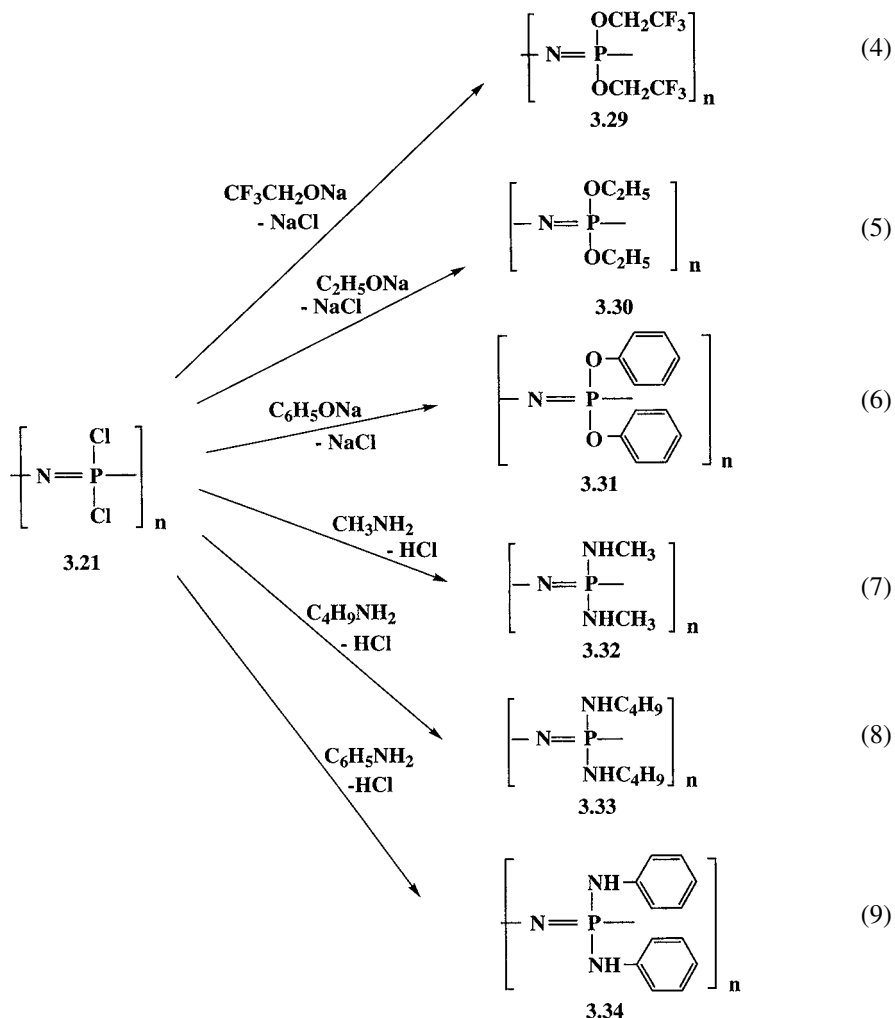 OCH₂CF₃
N=P
OCH₂CF₃
n
(4)
3.29
CF₃CH₂ONa
- NaCl
OC₂H₅
N=P
OC₂H₅
n
(5)
3.30
C₂H₅ONa
- NaCl
O
N=P
O
n
(6)
3.31
C₆H₅ONa
- NaCl
Cl
N=P
Cl
n
3.21
CH₃NH₂
- HCl
NHCH₃
N=P
NHCH₃
n
(7)
3.32
C₄H₉NH₂
- HCl
NHC₄H₉
N=P
NHC₄H₉
n
(8)
3.33
C₆H₅NH₂
-HCl
NH
N=P
NH
n
(9)
3.34